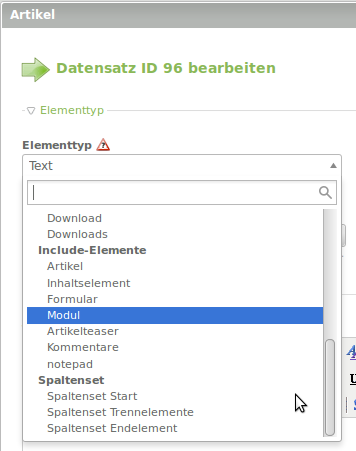 Artikel
Datensatz ID 96 bearbeiten
Elementtyp
Elementtyp
Text
Download
Downloads
Include-Elemente
Artikel
Inhaltselement
Formular
Modul
Artikelteaser
Kommentare
notepad
Spaltenset
Spaltenset Start
Spaltenset Trennelemente
Spaltenset Endelement